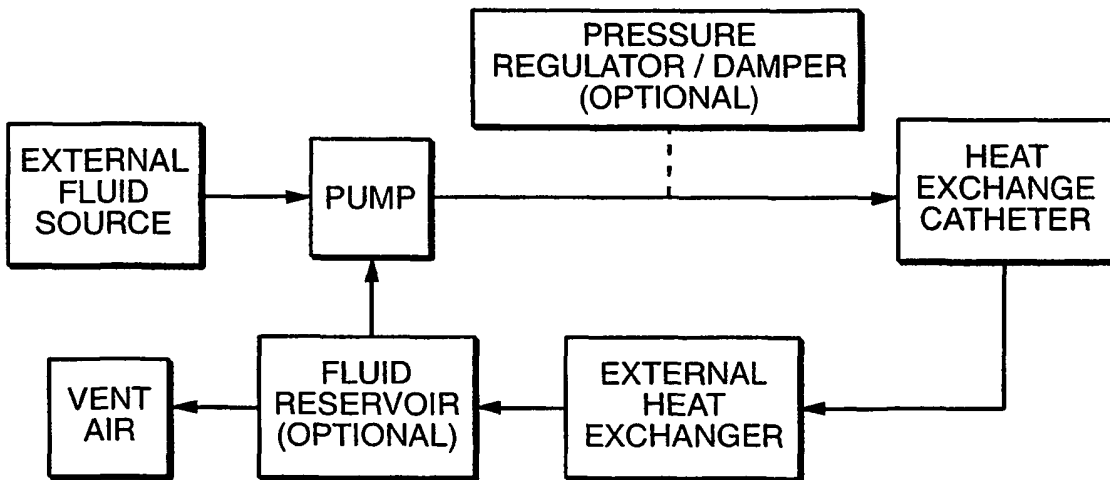 PRESSURE
REGULATOR / DAMPER
(OPTIONAL)
EXTERNAL
FLUID
SOURCE
PUMP
HEAT
EXCHANGE
CATHETER
VENT
AIR
FLUID
RESERVOIR
(OPTIONAL)
EXTERNAL
HEAT
EXCHANGER